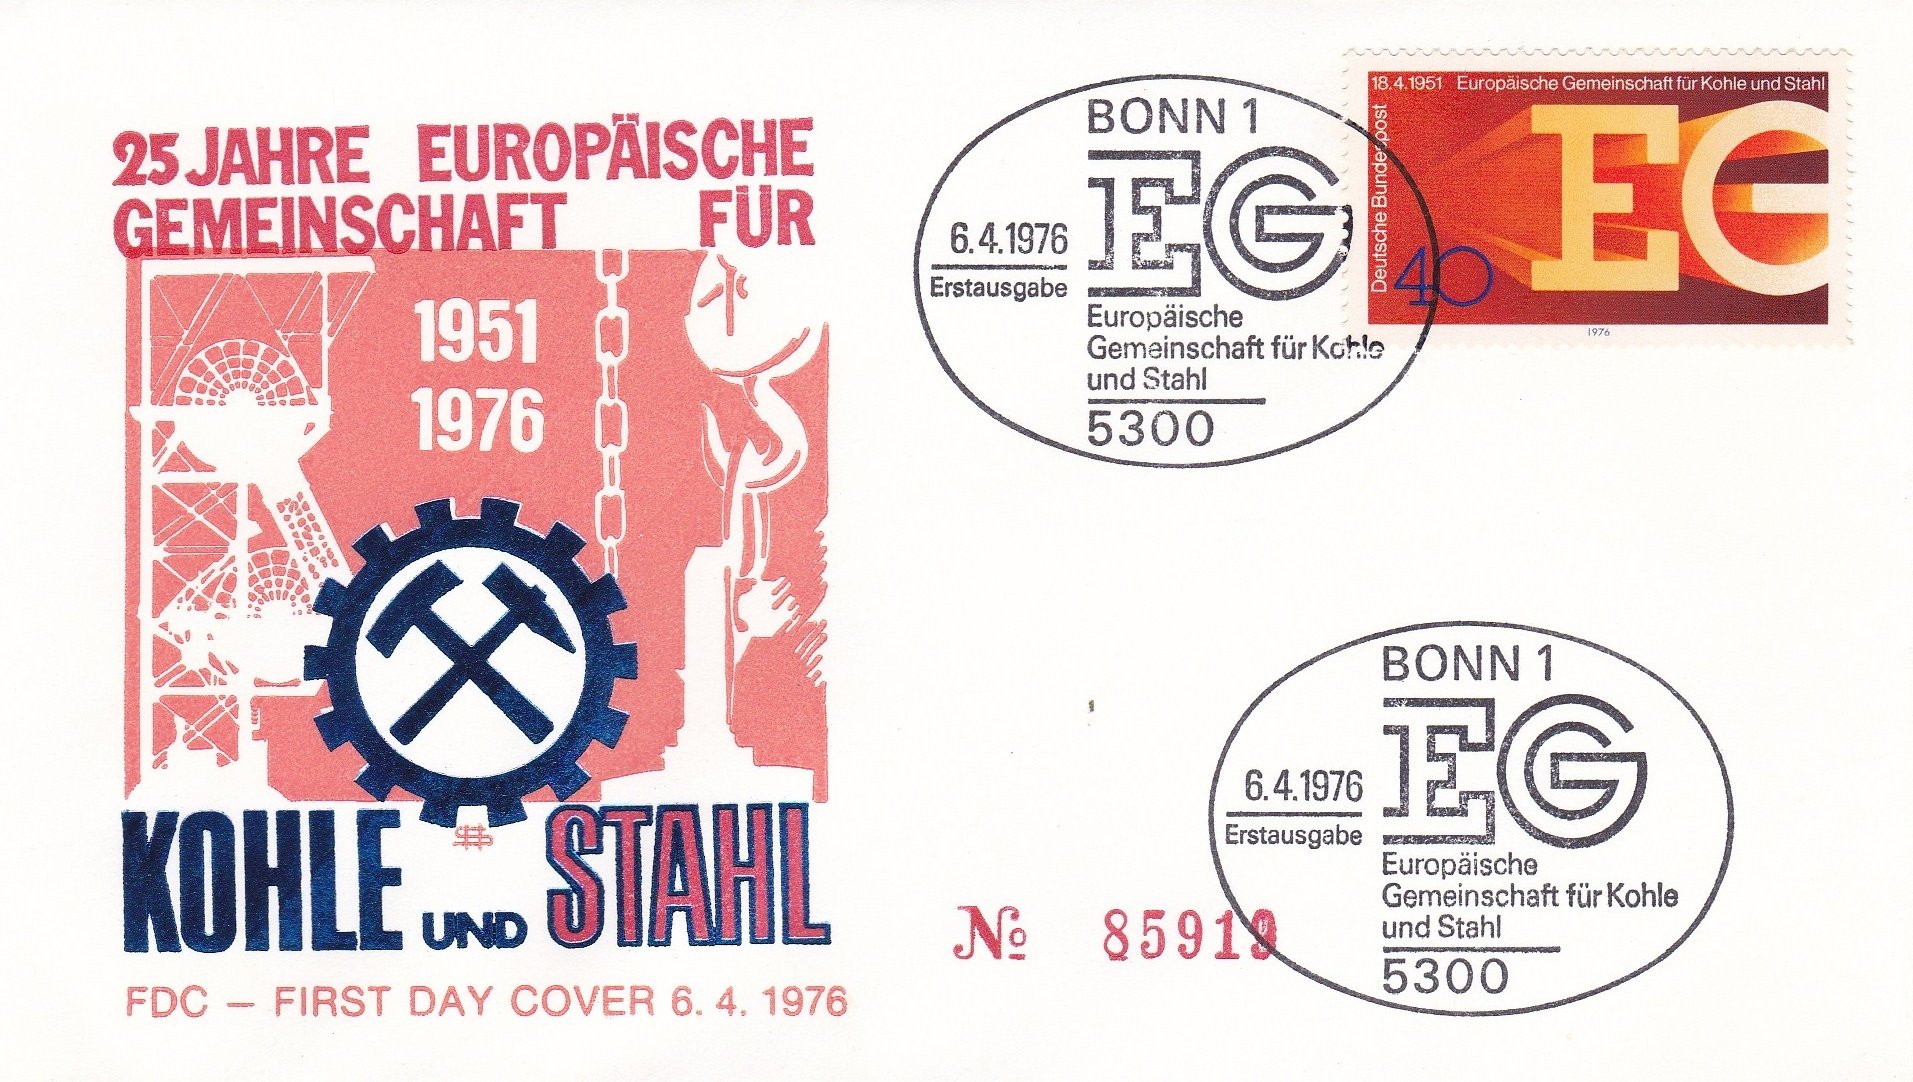 25 JAHRE EUROPÄISCHE
GEMEINSCHAFT FÜR
1951
1976
KOHLE UND STAHL
FDC – FIRST DAY COVER 6. 4. 1976
BONN 1
EG
6.4.1976
Erstausgabe
Europäische
Gemeinschaft für Kohle
und Stahl
5300
18.4.1951 Europäische Gemeinschaft für Kohle und Stahl
Deutsche Bundespost
EG
40
1976
BONN 1
EG
6.4.1976
Erstausgabe
Europäische
Gemeinschaft für Kohle
und Stahl
5300
№ 85919